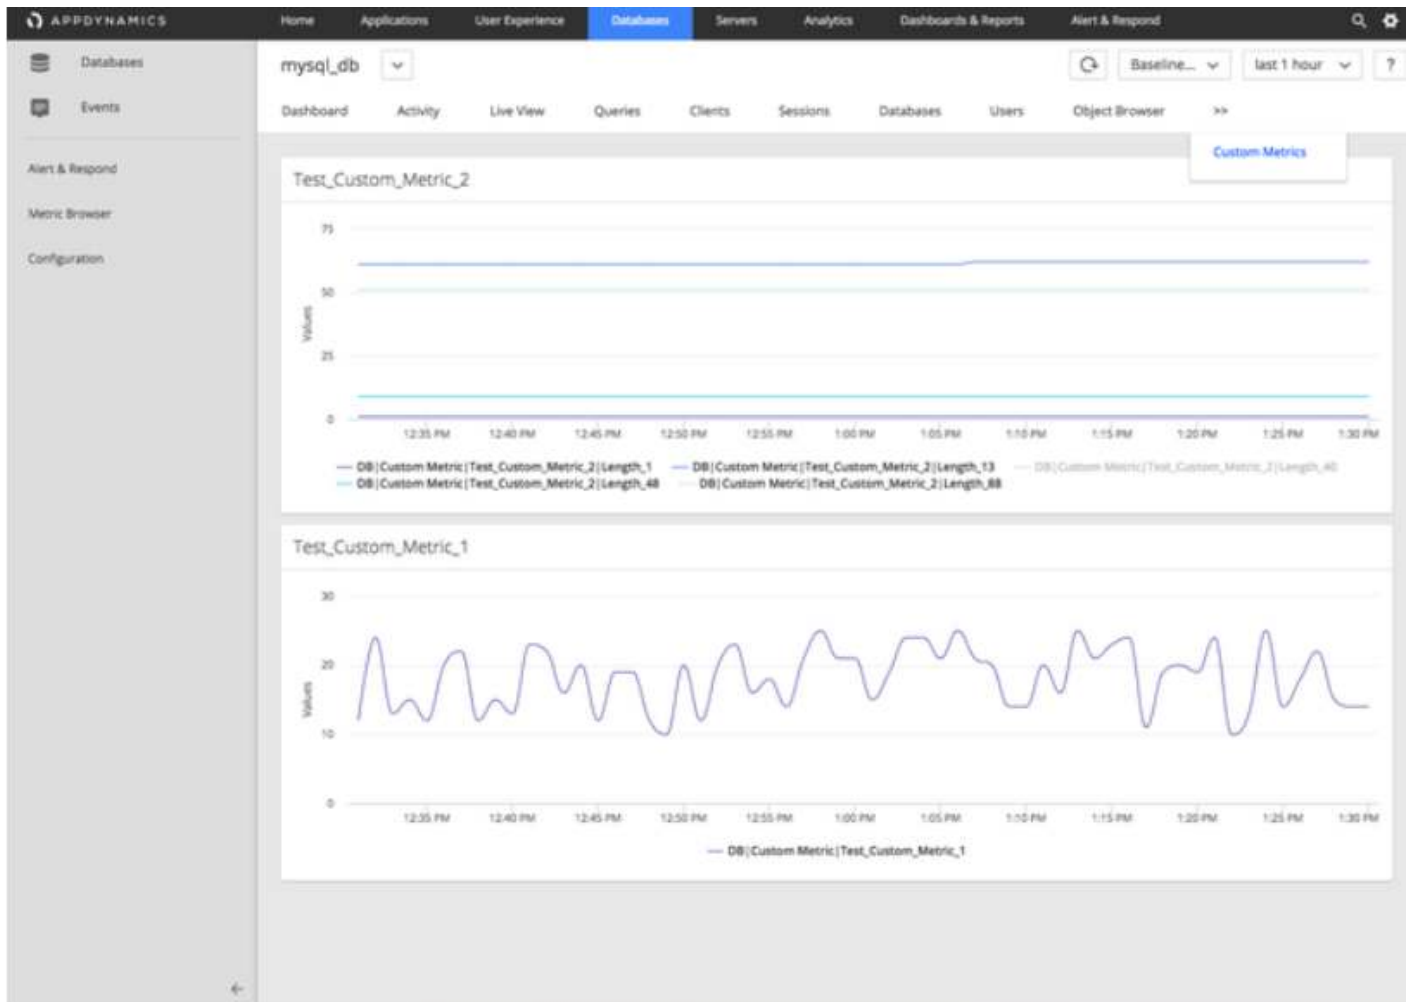 APPDYNAMICS Home Applications User Experience Databases Servers Analytics Dashboards & Reports Alert & Respond
Databases
Events
Alert & Respond
Metric Browser
Configuration
mysql_db Baseline... last 1 hour ?
Dashboard Activity Live View Queries Clients Sessions Databases Users Object Browser >>
Custom Metrics
Test_Custom_Metric_2
75
50
25
0
Values
12:35 PM 12:40 PM 12:45 PM 12:50 PM 12:55 PM 1:00 PM 1:05 PM 1:10 PM 1:15 PM 1:20 PM 1:25 PM 1:30 PM
DB|Custom Metric|Test_Custom_Metric_2|Length_1 DB|Custom Metric|Test_Custom_Metric_2|Length_13 DB|Custom Metric|Test_Custom_Metric_2|Length_40
DB|Custom Metric|Test_Custom_Metric_2|Length_48 DB|Custom Metric|Test_Custom_Metric_2|Length_88
Test_Custom_Metric_1
30
20
10
0
Values
12:35 PM 12:40 PM 12:45 PM 12:50 PM 12:55 PM 1:00 PM 1:05 PM 1:10 PM 1:15 PM 1:20 PM 1:25 PM 1:30 PM
DB|Custom Metric|Test_Custom_Metric_1